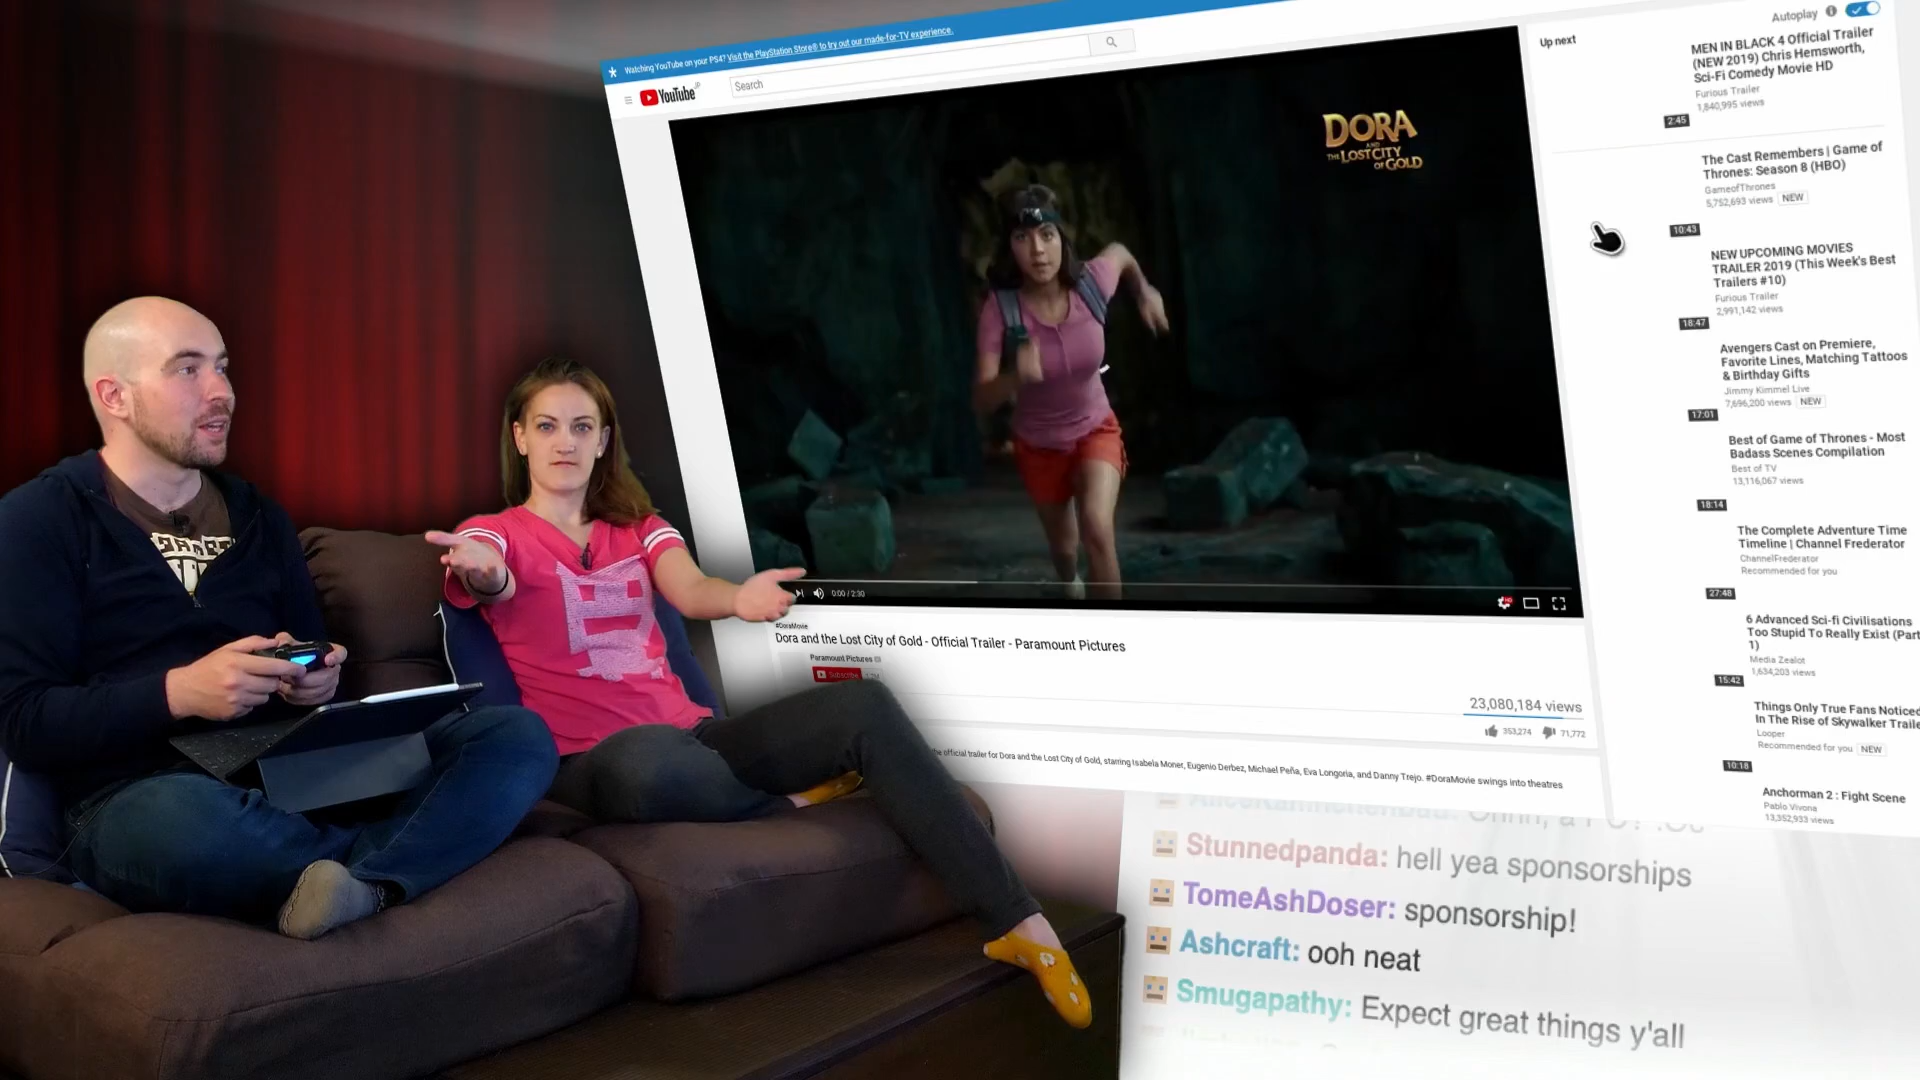 Watching YouTube on your PS4? Visit the PlayStation Store® to try out our made-for-TV experience.
YouTube JP
Search
DORA
AND
THE LOST CITY
OF GOLD
0:00 / 2:30
HD
#DoraMovie
Dora and the Lost City of Gold - Official Trailer - Paramount Pictures
Paramount Pictures
Subscribe
23,080,184 views
353,274
71,772
the official trailer for Dora and the Lost City of Gold, starring Isabela Moner, Eugenio Derbez, Michael Peña, Eva Longoria, and Danny Trejo. #DoraMovie swings into theatres
Autoplay
Up next
MEN IN BLACK 4 Official Trailer
(NEW 2019) Chris Hemsworth,
Sci-Fi Comedy Movie HD
Furious Trailer
1,840,995 views
2:45
The Cast Remembers | Game of
Thrones: Season 8 (HBO)
GameofThrones
5,752,693 views NEW
10:43
NEW UPCOMING MOVIES
TRAILER 2019 (This Week's Best
Trailers #10)
Furious Trailer
2,991,142 views
18:47
Avengers Cast on Premiere,
Favorite Lines, Matching Tattoos
& Birthday Gifts
Jimmy Kimmel Live
7,696,200 views NEW
17:01
Best of Game of Thrones - Most
Badass Scenes Compilation
Best of TV
13,116,067 views
18:14
The Complete Adventure Time
Timeline | Channel Frederator
ChannelFrederator
Recommended for you
27:48
6 Advanced Sci-fi Civilisations
Too Stupid To Really Exist (Part
1)
Media Zealot
1,634,203 views
15:42
Things Only True Fans Noticed
In The Rise of Skywalker Traile
Looper
Recommended for you NEW
10:18
Anchorman 2 : Fight Scene
Pablo Vivona
13,352,933 views
Stunnedpanda: hell yea sponsorships
TomeAshDoser: sponsorship!
Ashcraft: ooh neat
Smugapathy: Expect great things y'all